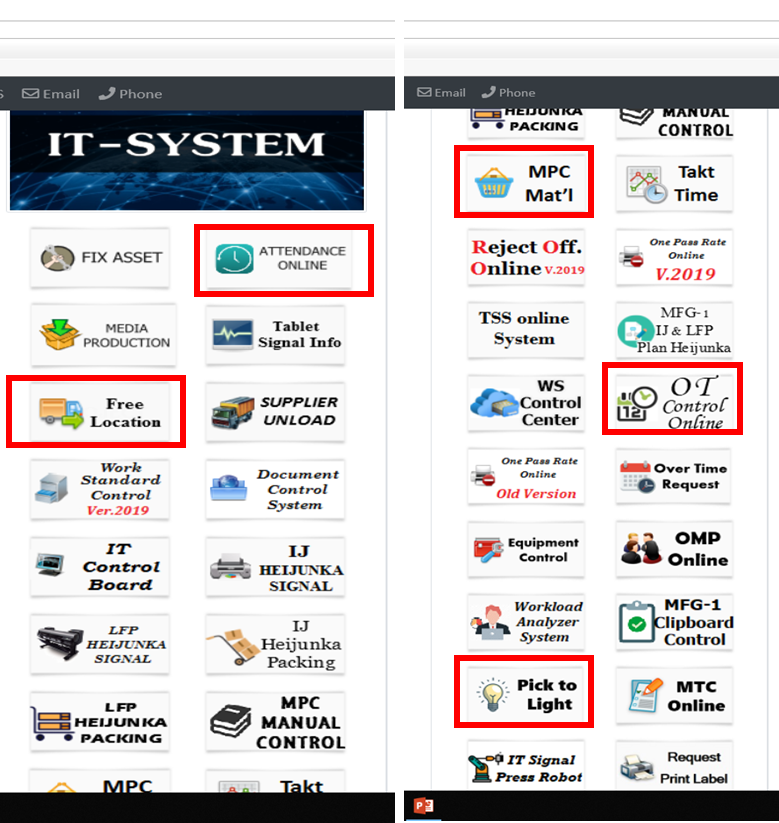 S Email Phone
IT-SYSTEM
FIX ASSET
ATTENDANCE
ONLINE
MEDIA
PRODUCTION
Tablet
Signal Info
Free
Location
SUPPLIER
UNLOAD
Work
Standard
Control
Ver.2019
Document
Control
System
IT
Control
Board
IJ
HEIJUNKA
SIGNAL
LFP
HEIJUNKA
SIGNAL
IJ
Heijunka
Packing
LFP
HEIJUNKA
PACKING
MPC
MANUAL
CONTROL
MPC
Takt
Email Phone
HEIJUNKA
PACKING
MANUAL
CONTROL
MPC
Mat'l
Takt
Time
Reject Off.
Online V.2019
One Pass Rate
Online
V.2019
TSS online
System
MFG-1
IJ & LFP
Plan Heijunka
WS
Control
Center
12
OT
Control
Online
One Pass Rate
Online
Old Version
Over Time
Request
Equipment
Control
OMP
Online
Workload
Analyzer
System
MFG-1
Clipboard
Control
Pick to
Light
MTC
Online
IT Signal
Press Robot
Request
Print Label